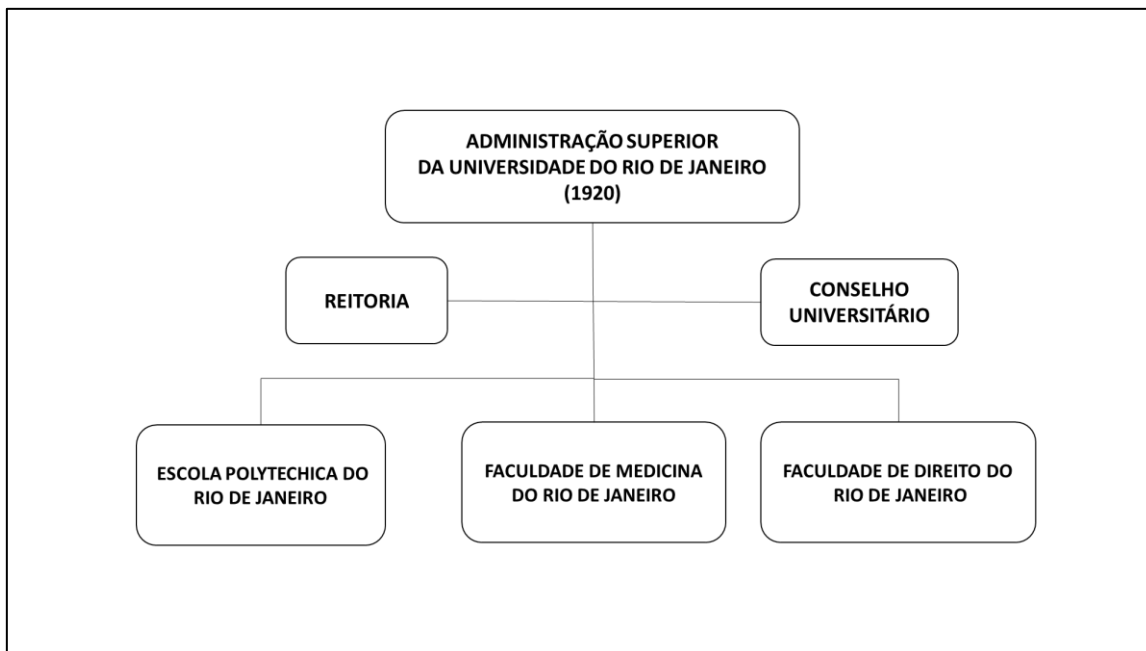 ADMINISTRAÇÃO SUPERIOR
DA UNIVERSIDADE DO RIO DE JANEIRO
(1920)
REITORIA
CONSELHO
UNIVERSITÁRIO
ESCOLA POLYTECHICA DO
RIO DE JANEIRO
FACULDADE DE MEDICINA
DO RIO DE JANEIRO
FACULDADE DE DIREITO DO
RIO DE JANEIRO